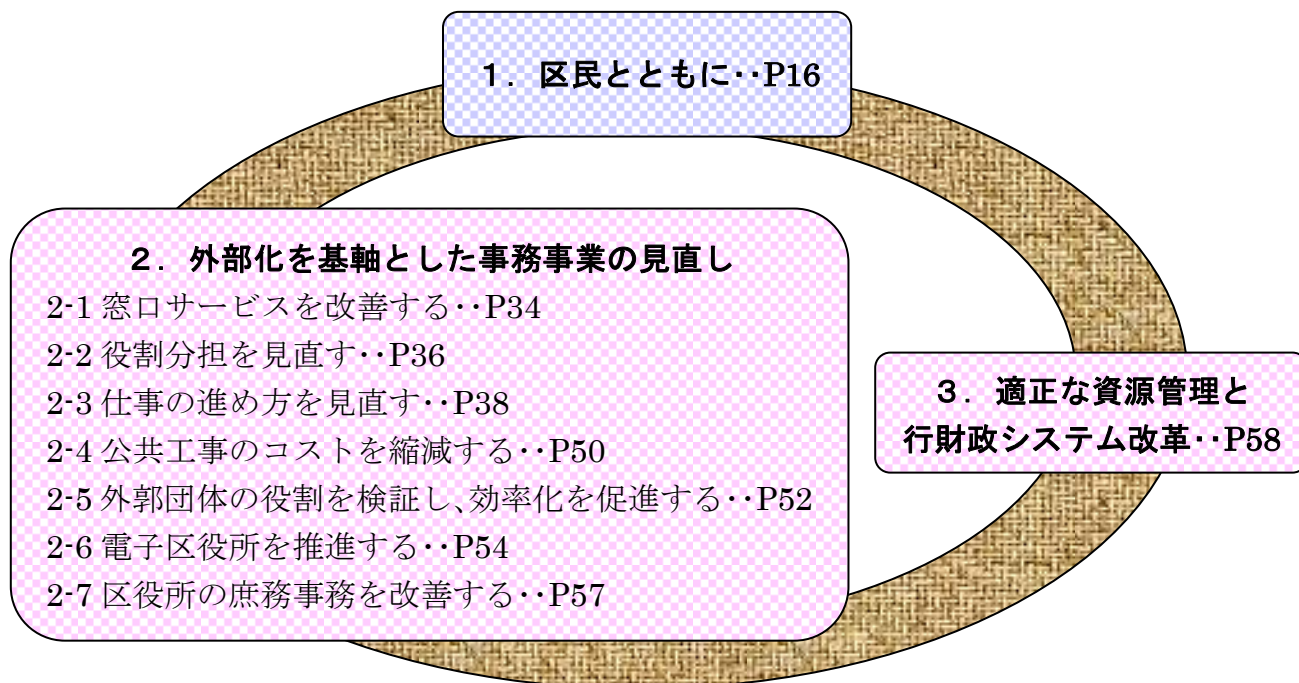 １．区民とともに‥P16
２．外部化を基軸とした事務事業の見直し
2-1 窓口サービスを改善する‥P34
2-2 役割分担を見直す‥P36
2-3 仕事の進め方を見直す‥P38
2-4 公共工事のコストを縮減する‥P50
2-5 外郭団体の役割を検証し、効率化を促進する‥P52
2-6 電子区役所を推進する‥P54
2-7 区役所の庶務事務を改善する‥P57
３．適正な資源管理と
行財政システム改革‥P58